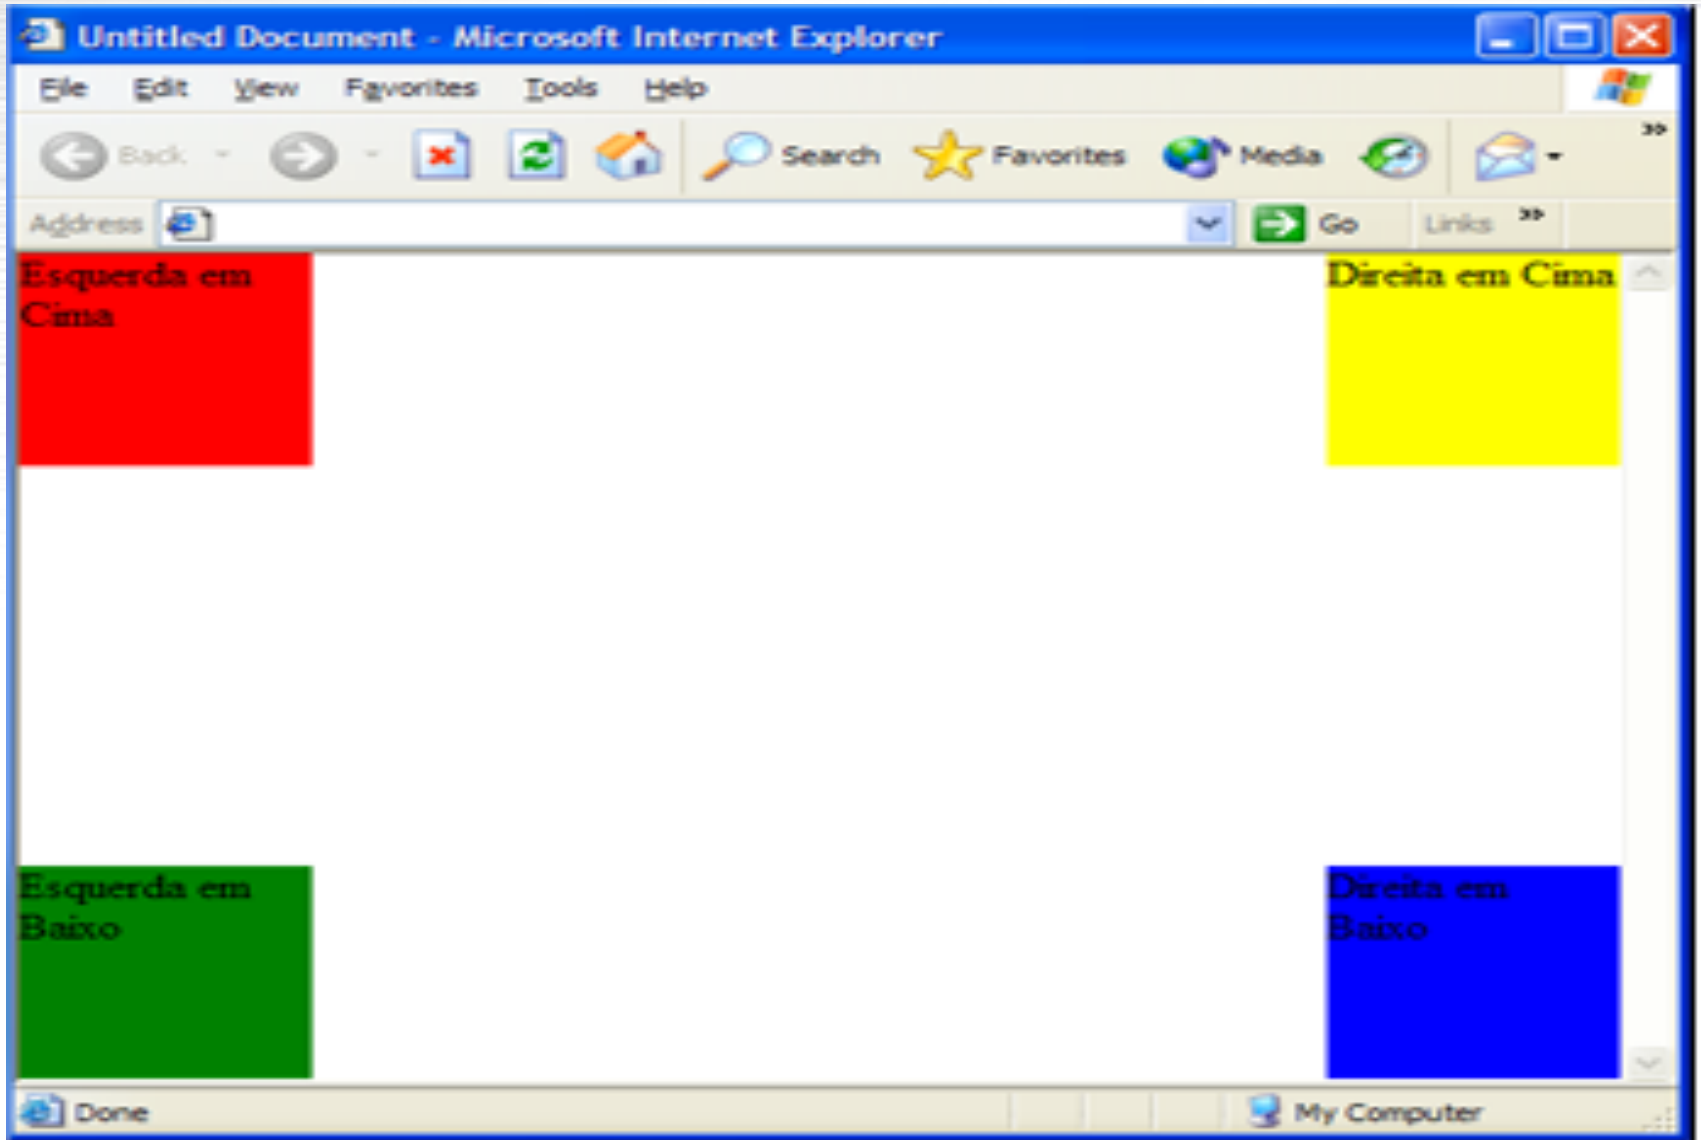 Untitled Document - Microsoft Internet Explorer
File Edit View Favorites Tools Help
Back Search Favorites Media »
Address Go Links »
Esquerda em
Cima
Direita em Cima
Esquerda em
Baixo
Direita em
Baixo
Done My Computer